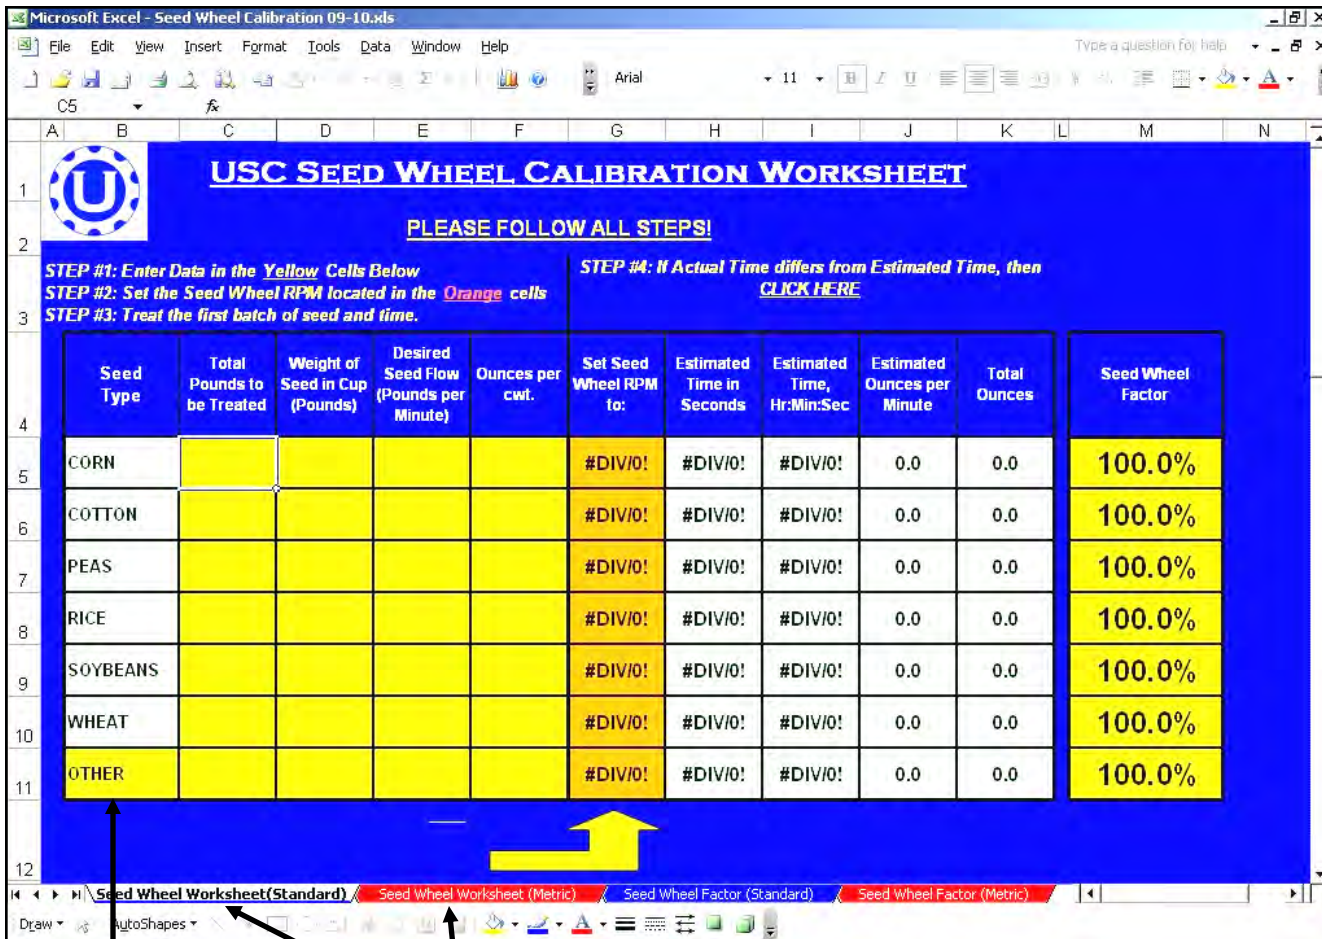 Microsoft Excel - Seed Wheel Calibration 09-10.xls
File Edit View Insert Format Tools Data Window Help
Type a question for help
Arial 11 B I U
C5 fx
A B C D E F G H I J K L M N
U
1 USC SEED WHEEL CALIBRATION WORKSHEET
2 PLEASE FOLLOW ALL STEPS!
STEP #1: Enter Data in the Yellow Cells Below
STEP #2: Set the Seed Wheel RPM located in the Orange cells
3 STEP #3: Treat the first batch of seed and time.
STEP #4: If Actual Time differs from Estimated Time, then
CLICK HERE
4
Seed
Type
Total
Pounds to
be Treated
Weight of
Seed in Cup
(Pounds)
Desired
Seed Flow
(Pounds per
Minute)
Ounces per
cwt.
Set Seed
Wheel RPM
to:
Estimated
Time in
Seconds
Estimated
Time,
Hr:Min:Sec
Estimated
Ounces per
Minute
Total
Ounces
Seed Wheel
Factor
5 CORN #DIV/0! #DIV/0! #DIV/0! 0.0 0.0 100.0%
6 COTTON #DIV/0! #DIV/0! #DIV/0! 0.0 0.0 100.0%
7 PEAS #DIV/0! #DIV/0! #DIV/0! 0.0 0.0 100.0%
8 RICE #DIV/0! #DIV/0! #DIV/0! 0.0 0.0 100.0%
9 SOYBEANS #DIV/0! #DIV/0! #DIV/0! 0.0 0.0 100.0%
10 WHEAT #DIV/0! #DIV/0! #DIV/0! 0.0 0.0 100.0%
11 OTHER #DIV/0! #DIV/0! #DIV/0! 0.0 0.0 100.0%
12
Seed Wheel Worksheet(Standard) Seed Wheel Worksheet (Metric) Seed Wheel Factor (Standard) Seed Wheel Factor (Metric)
Draw AutoShapes A